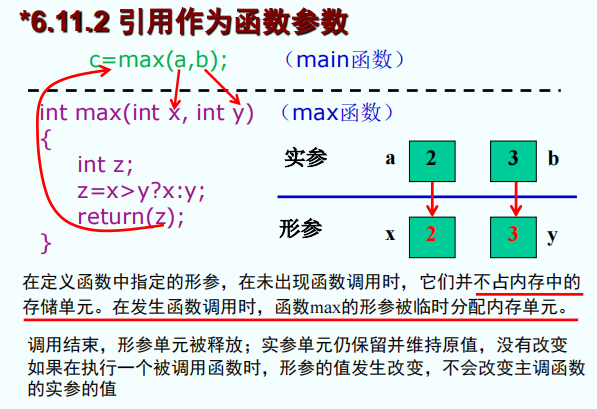 *6.11.2 引用作为函数参数
c=max(a,b); （main函数）
int max(int x, int y) （max函数）
{
int z;
z=x>y?x:y;
return(z);
}
实参 a 2 3 b
形参 x 2 3 y
在定义函数中指定的形参，在未出现函数调用时，它们并不占内存中的
存储单元。在发生函数调用时，函数max的形参被临时分配内存单元。
调用结束，形参单元被释放；实参单元仍保留并维持原值，没有改变
如果在执行一个被调用函数时，形参的值发生改变，不会改变主调函数
的实参的值